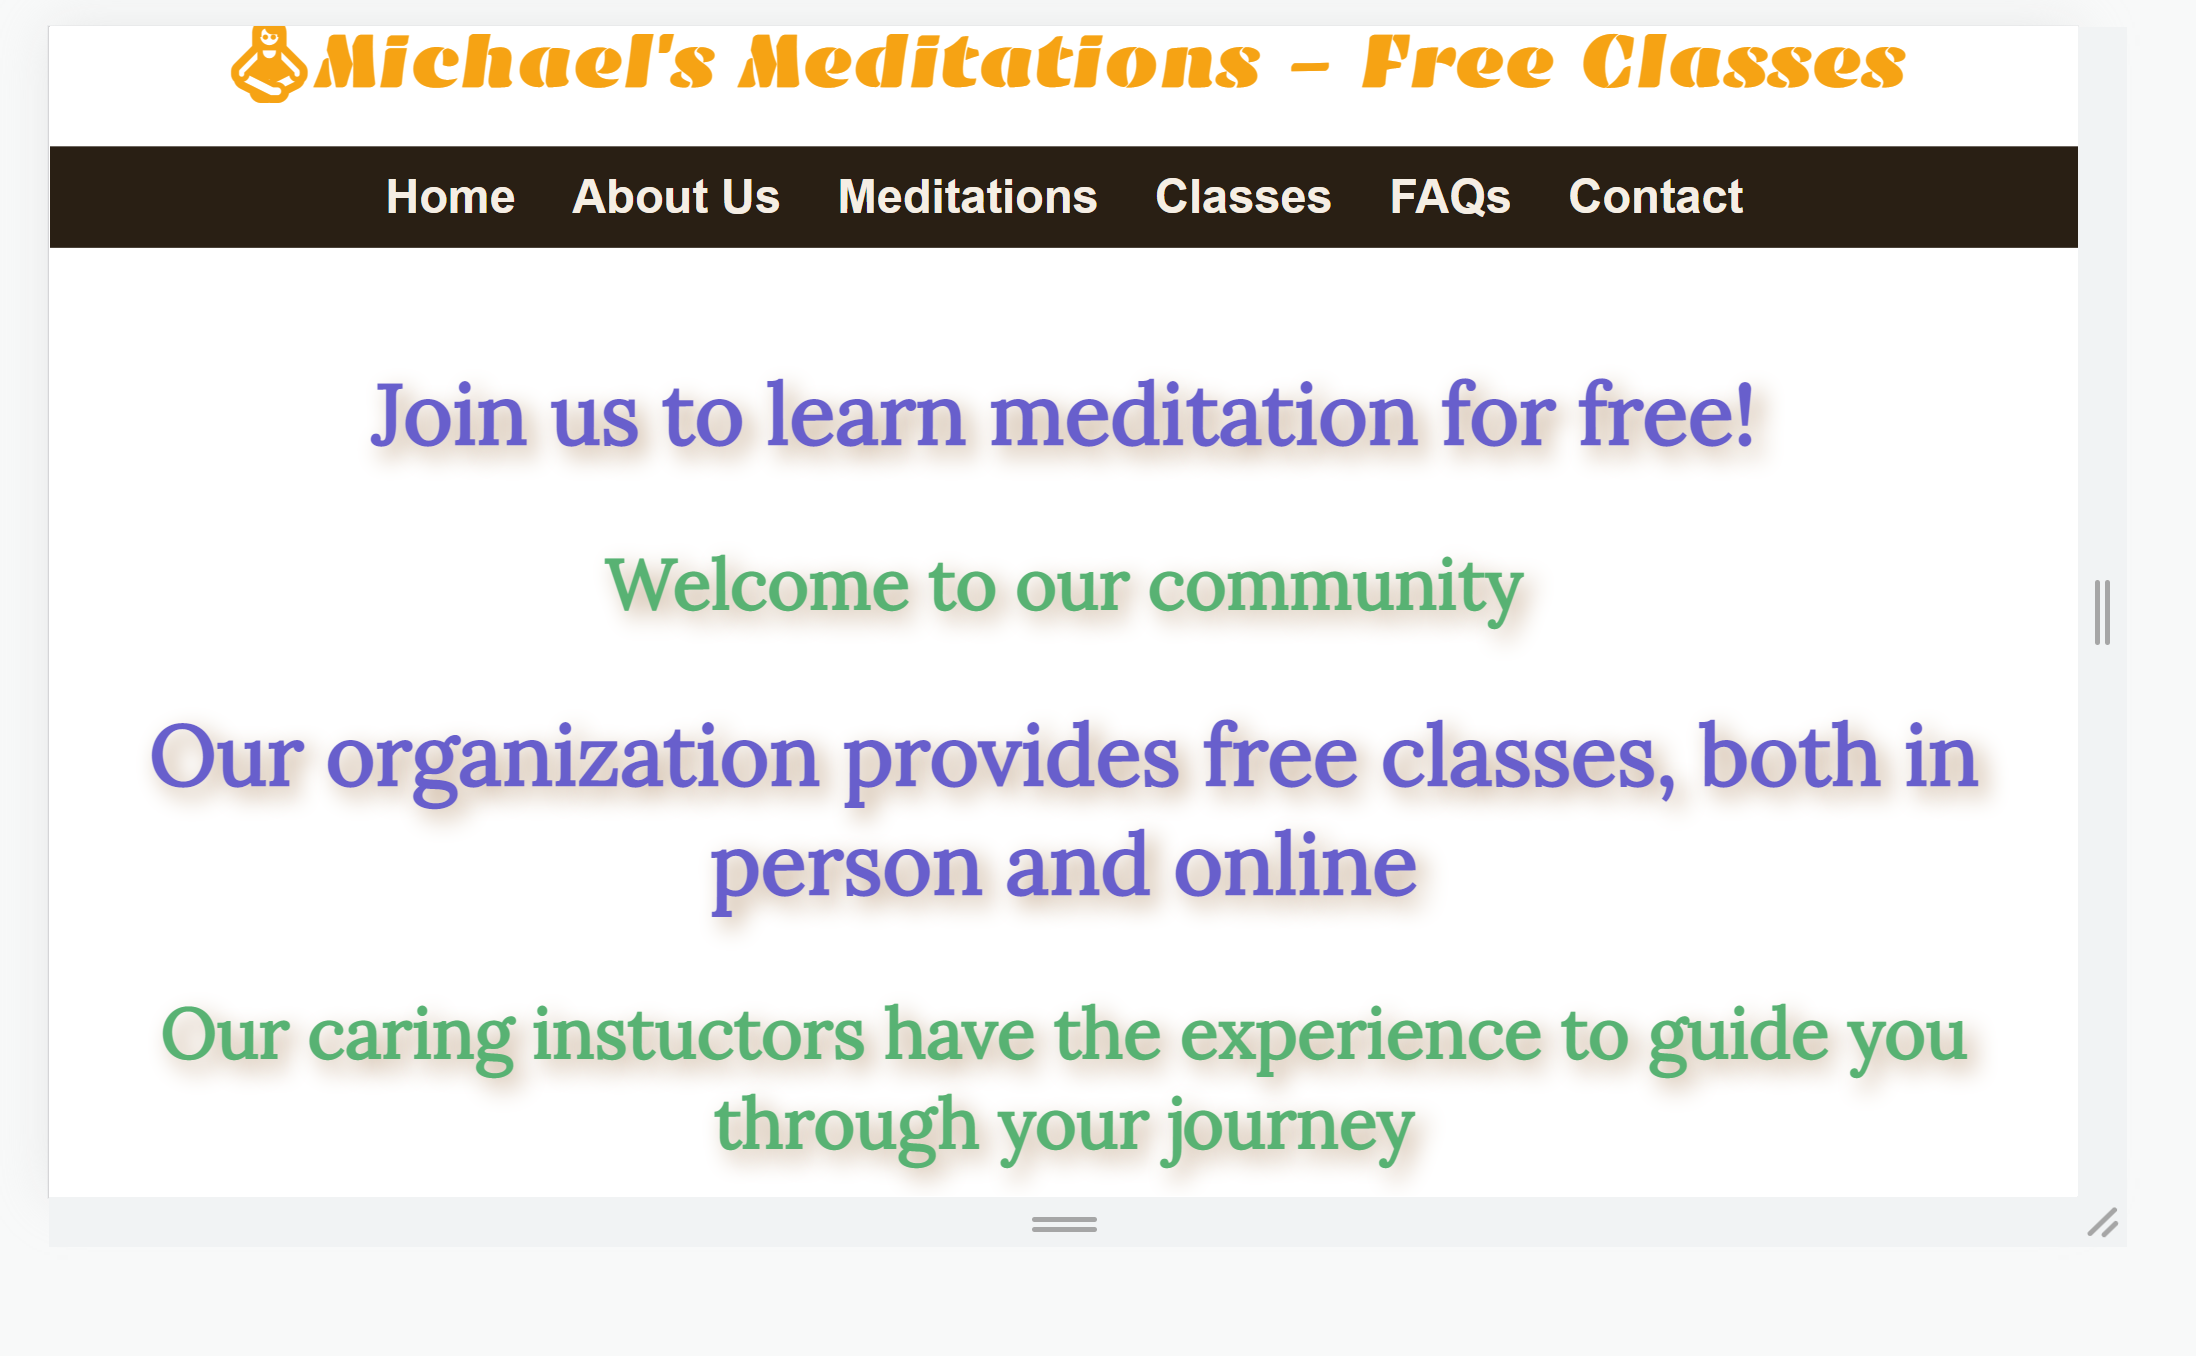 Michael's Meditations - Free Classes
Home About Us Meditations Classes FAQs Contact
Join us to learn meditation for free!
Welcome to our community
Our organization provides free classes, both in
person and online
Our caring instuctors have the experience to guide you
through your journey